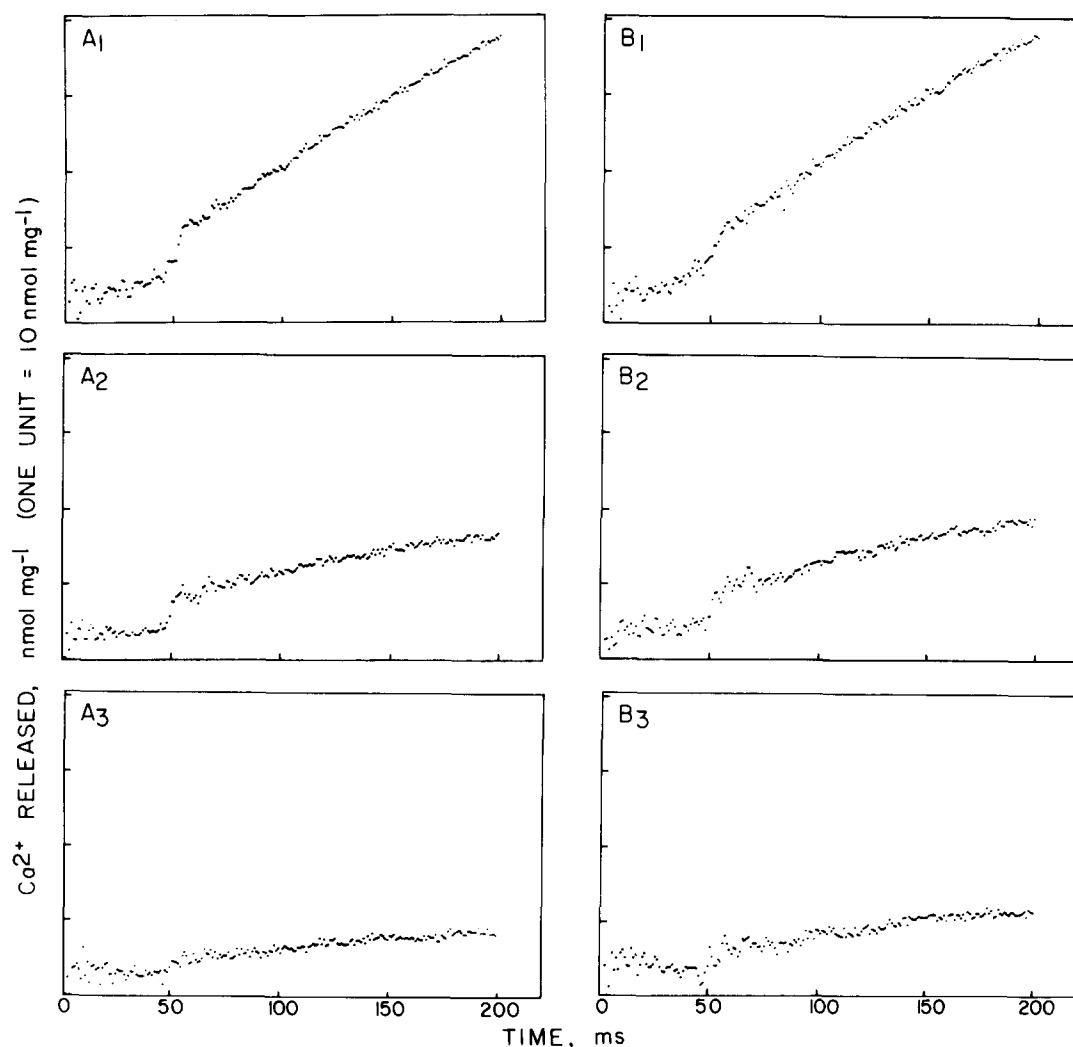 A1
B1
A2
B2
A3
B3
Ca2+ RELEASED, nmol mg-1 (ONE UNIT = 10 nmol mg-1)
0 50 100 150 200
0 50 100 150 200
TIME, ms